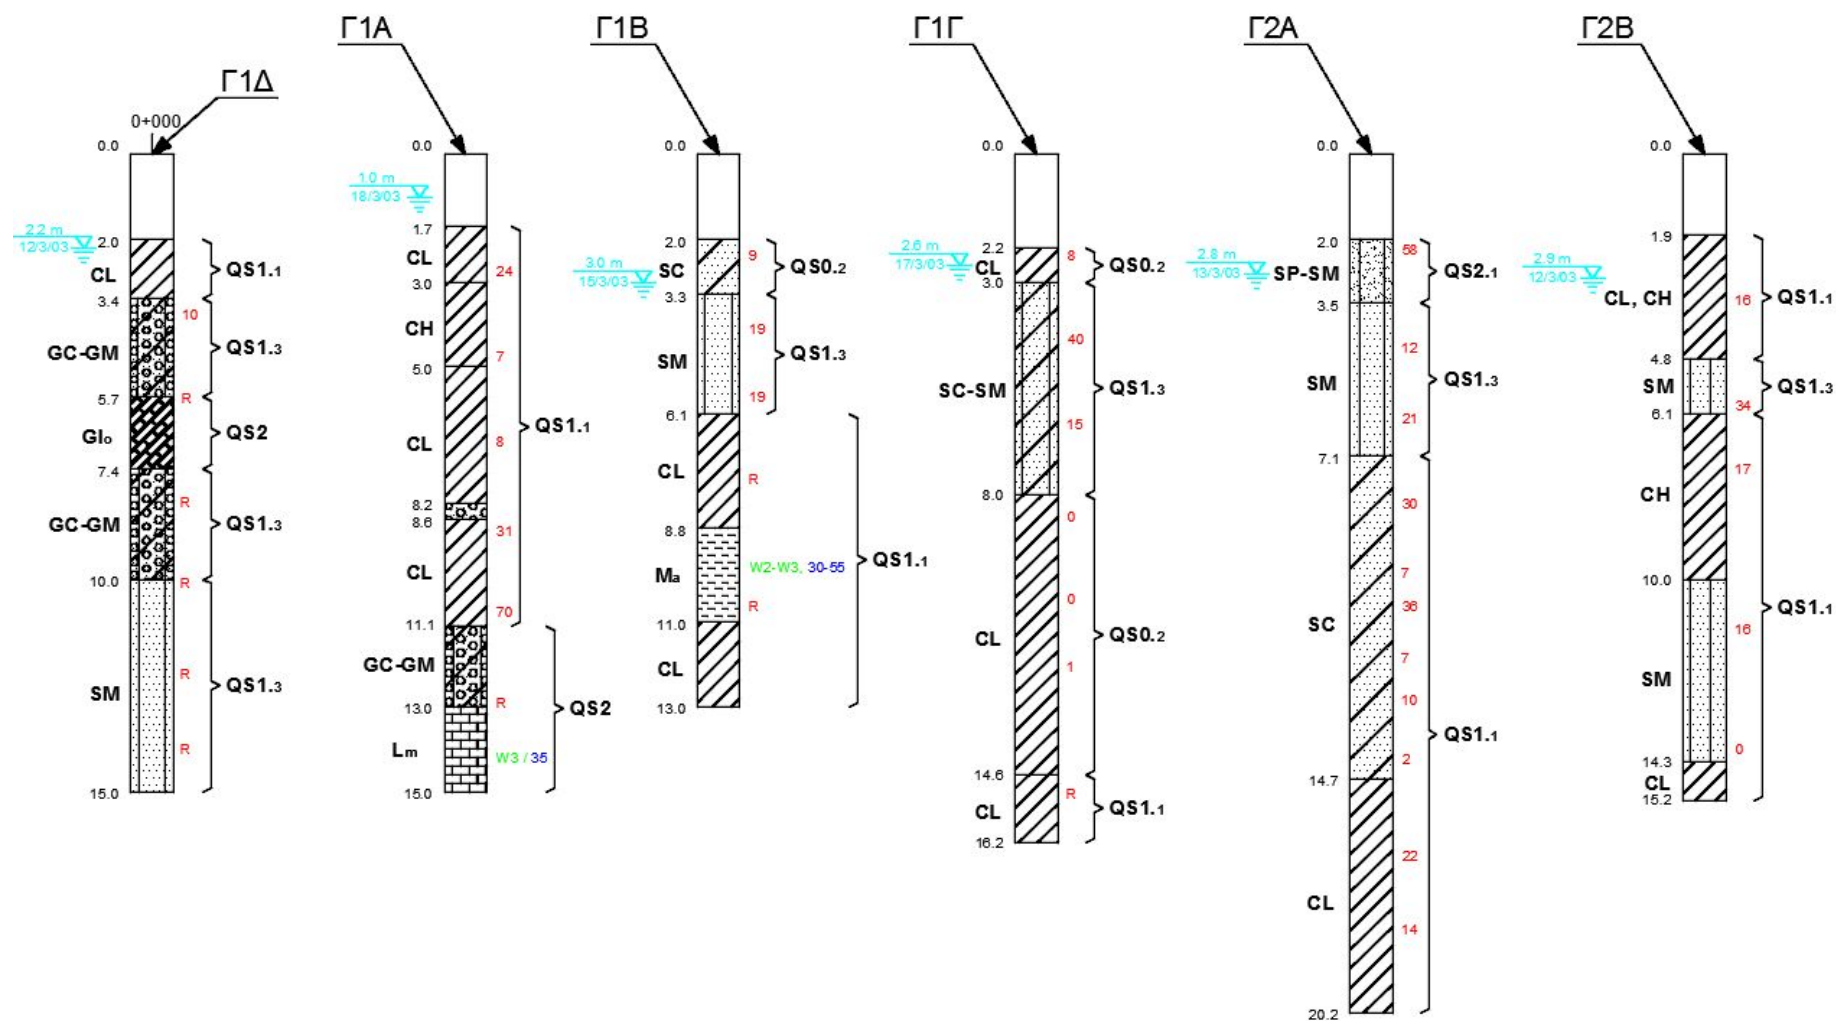 Γ1Δ
0+000
0.0
2.2 m
12/3/03
2.0
CL
QS1.1
3.4
10
GC-GM
QS1.3
5.7
R
Glo
QS2
7.4
R
GC-GM
QS1.3
10.0
R
R
SM
QS1.3
R
15.0
Γ1Α
0.0
1.0 m
18/3/03
1.7
CL
24
3.0
CH
7
5.0
QS1.1
CL
8
8.2
8.6
31
CL
70
11.1
GC-GM
R
QS2
13.0
Lm
W3 / 35
15.0
Γ1Β
0.0
2.0
9
SC
QS0.2
3.0 m
15/3/03
3.3
19
QS1.3
SM
19
6.1
CL
R
8.8
QS1.1
Ma
W2-W3, 30-55
R
11.0
CL
13.0
Γ1Γ
0.0
2.2
2.6 m
17/3/03
8
CL
QS0.2
3.0
40
SC-SM
QS1.3
15
8.0
0
0
CL
QS0.2
1
14.6
R
CL
QS1.1
16.2
Γ2Α
0.0
2.0
58
2.8 m
13/3/03
SP-SM
QS2.1
3.5
12
SM
QS1.3
21
7.1
30
7
36
SC
7
10
QS1.1
2
14.7
22
CL
14
20.2
Γ2Β
0.0
1.9
2.9 m
12/3/03
CL, CH
16
QS1.1
4.8
SM
QS1.3
34
6.1
17
CH
10.0
QS1.1
16
SM
0
14.3
CL
15.2